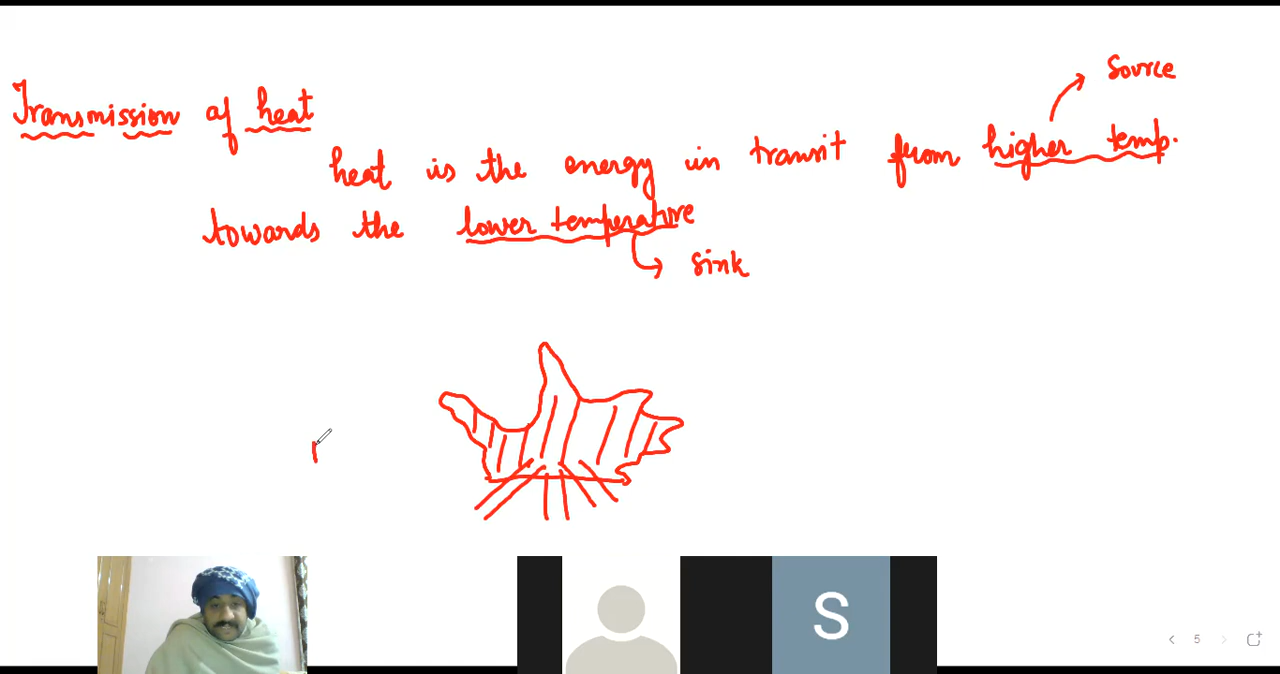 Source
Transmission of heat
heat is the energy in transit from higher temp.
towards the lower temperature
Sink
S
5